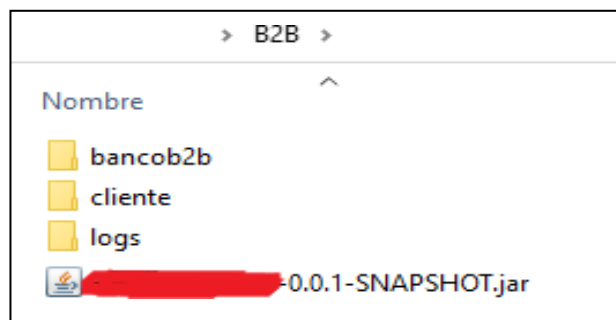 > B2B >
Nombre
bancob2b
cliente
logs
-0.0.1-SNAPSHOT.jar